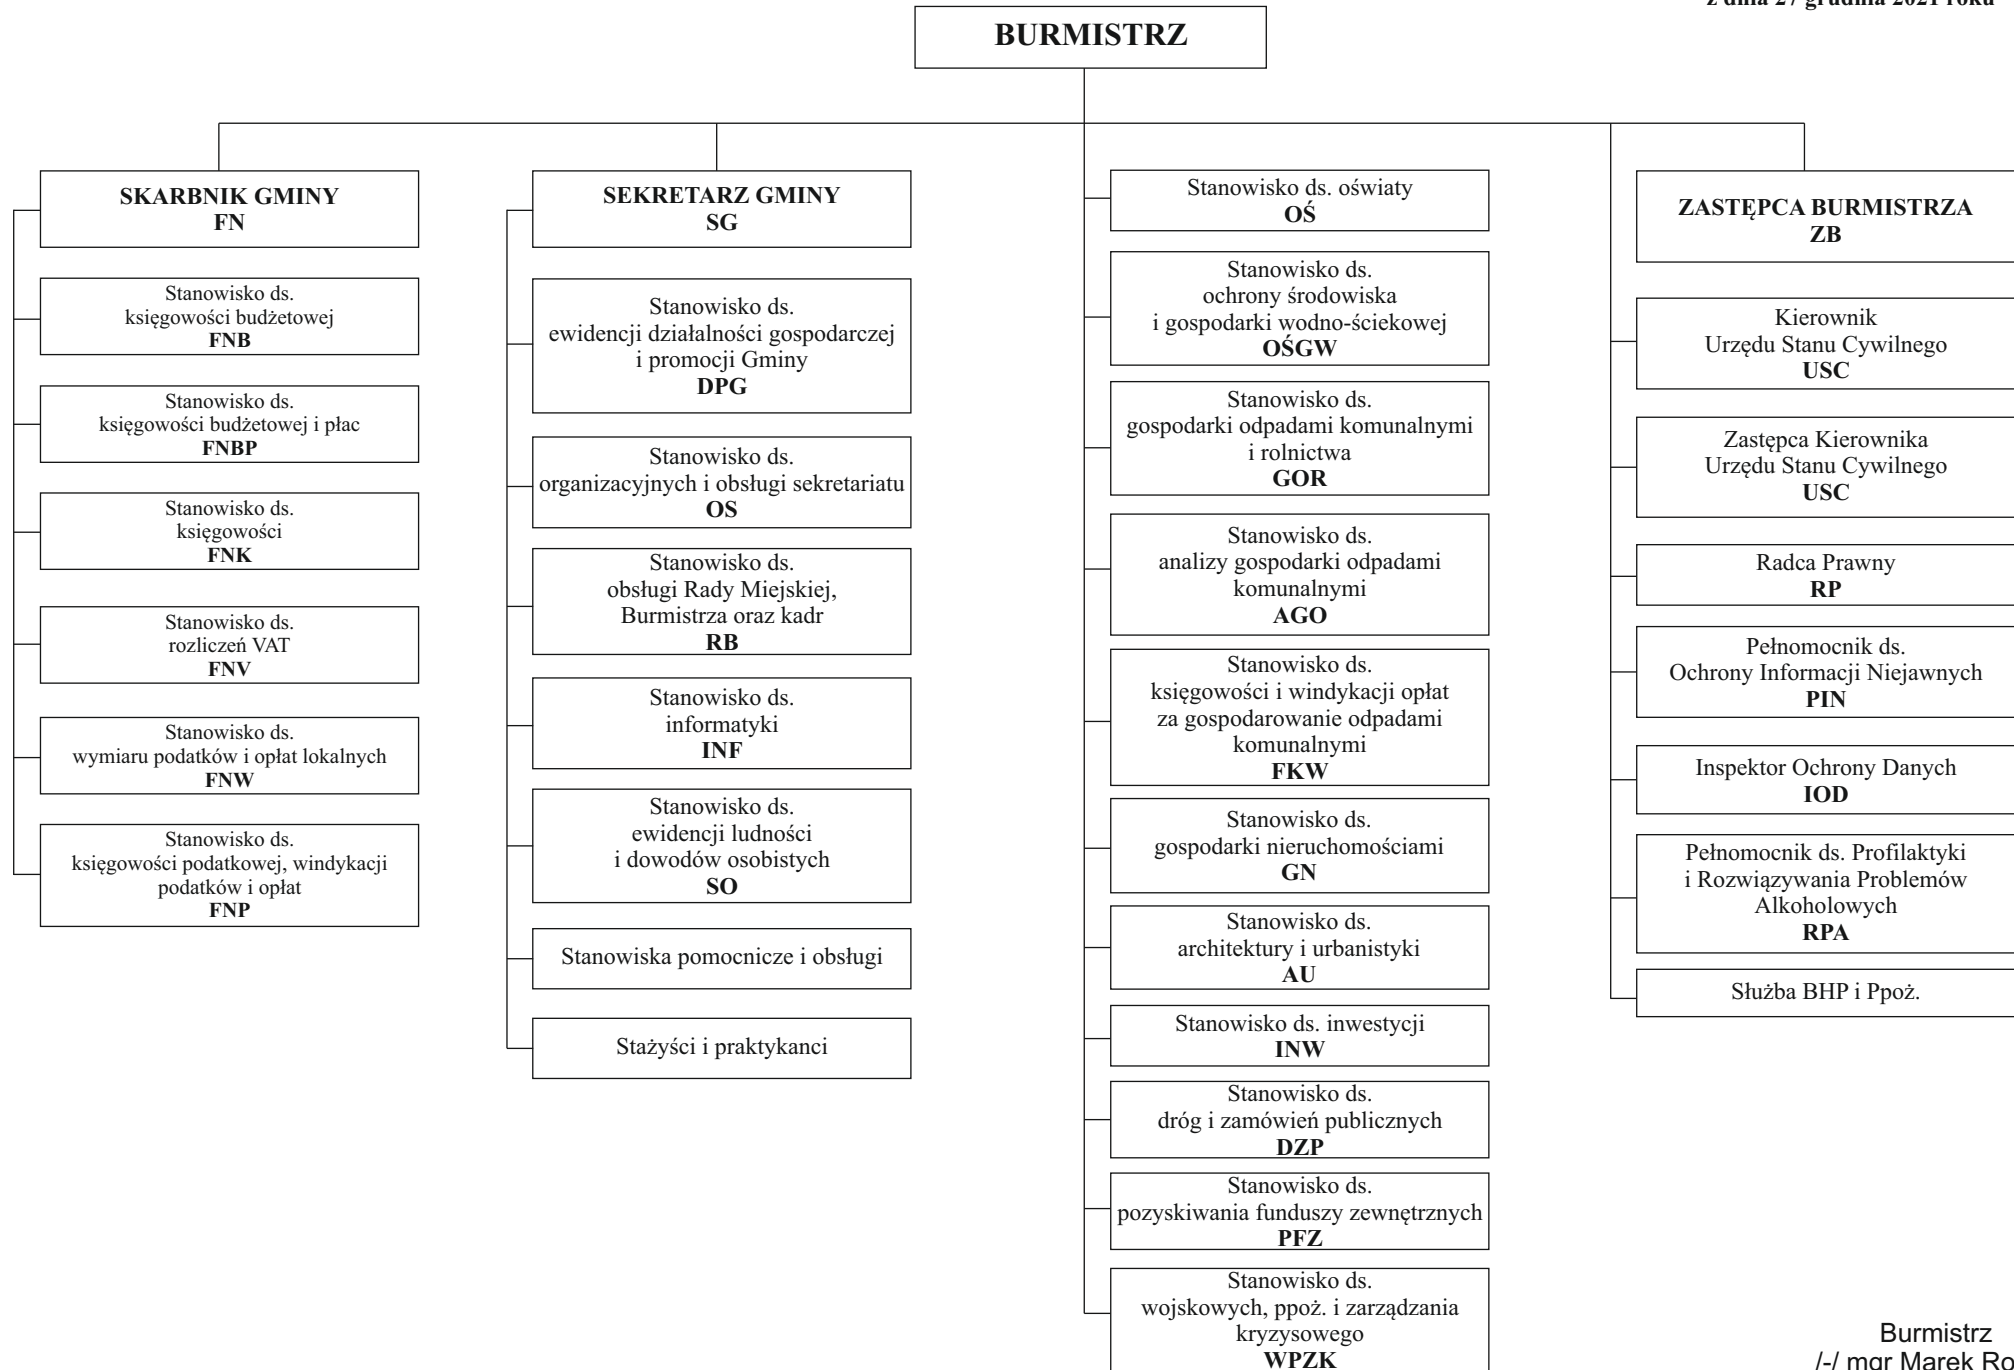 z dnia 27 grudnia 2021 roku
BURMISTRZ
SKARBNIK GMINY
FN
Stanowisko ds.
księgowości budżetowej
FNB
Stanowisko ds.
księgowości budżetowej i płac
FNBP
Stanowisko ds.
księgowości
FNK
Stanowisko ds.
rozliczeń VAT
FNV
Stanowisko ds.
wymiaru podatków i opłat lokalnych
FNW
Stanowisko ds.
księgowości podatkowej, windykacji
podatków i opłat
FNP
SEKRETARZ GMINY
SG
Stanowisko ds.
ewidencji działalności gospodarczej
i promocji Gminy
DPG
Stanowisko ds.
organizacyjnych i obsługi sekretariatu
OS
Stanowisko ds.
obsługi Rady Miejskiej,
Burmistrza oraz kadr
RB
Stanowisko ds.
informatyki
INF
Stanowisko ds.
ewidencji ludności
i dowodów osobistych
SO
Stanowiska pomocnicze i obsługi
Stażyści i praktykanci
Stanowisko ds. oświaty
OŚ
Stanowisko ds.
ochrony środowiska
i gospodarki wodno-ściekowej
OŚGW
Stanowisko ds.
gospodarki odpadami komunalnymi
i rolnictwa
GOR
Stanowisko ds.
analizy gospodarki odpadami
komunalnymi
AGO
Stanowisko ds.
księgowości i windykacji opłat
za gospodarowanie odpadami
komunalnymi
FKW
Stanowisko ds.
gospodarki nieruchomościami
GN
Stanowisko ds.
architektury i urbanistyki
AU
Stanowisko ds. inwestycji
INW
Stanowisko ds.
dróg i zamówień publicznych
DZP
Stanowisko ds.
pozyskiwania funduszy zewnętrznych
PFZ
Stanowisko ds.
wojskowych, ppoż. i zarządzania
kryzysowego
WPZK
ZASTĘPCA BURMISTRZA
ZB
Kierownik
Urzędu Stanu Cywilnego
USC
Zastępca Kierownika
Urzędu Stanu Cywilnego
USC
Radca Prawny
RP
Pełnomocnik ds.
Ochrony Informacji Niejawnych
PIN
Inspektor Ochrony Danych
IOD
Pełnomocnik ds. Profilaktyki
i Rozwiązywania Problemów
Alkoholowych
RPA
Służba BHP i Ppoż.
Burmistrz
/-/ mgr Marek